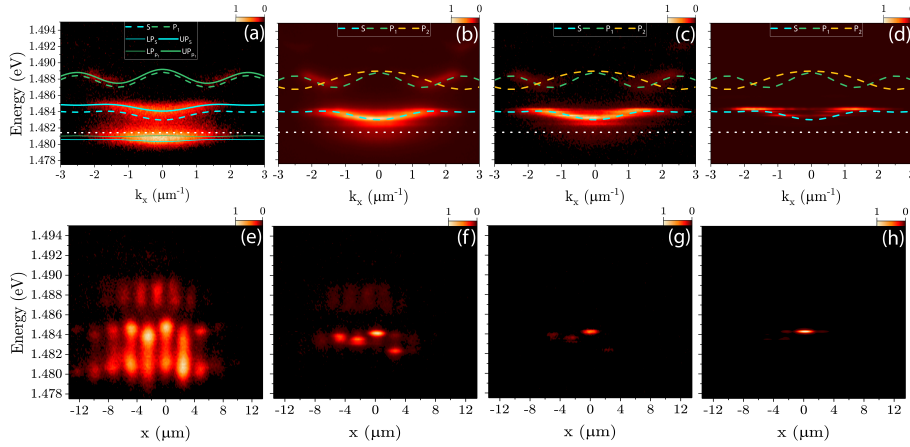 1 0 1 0 1 0 1 0
(a) (b) (c) (d)
S P₁ S P₁ P₂ S P₁ P₂ S P₁ P₂
LP_S UP_S
LP_P₁ UP_P₁
Energy (eV)
1.494
1.492
1.490
1.488
1.486
1.484
1.482
1.480
1.478
-3 -2 -1 0 1 2 3 -3 -2 -1 0 1 2 3 -3 -2 -1 0 1 2 3 -3 -2 -1 0 1 2 3
kₓ (μm⁻¹) kₓ (μm⁻¹) kₓ (μm⁻¹) kₓ (μm⁻¹)
1 0 1 0 1 0 1 0
(e) (f) (g) (h)
Energy (eV)
1.494
1.492
1.490
1.488
1.486
1.484
1.482
1.480
1.478
-12 -8 -4 0 4 8 12 -12 -8 -4 0 4 8 12 -12 -8 -4 0 4 8 12 -12 -8 -4 0 4 8 12
x (μm) x (μm) x (μm) x (μm)